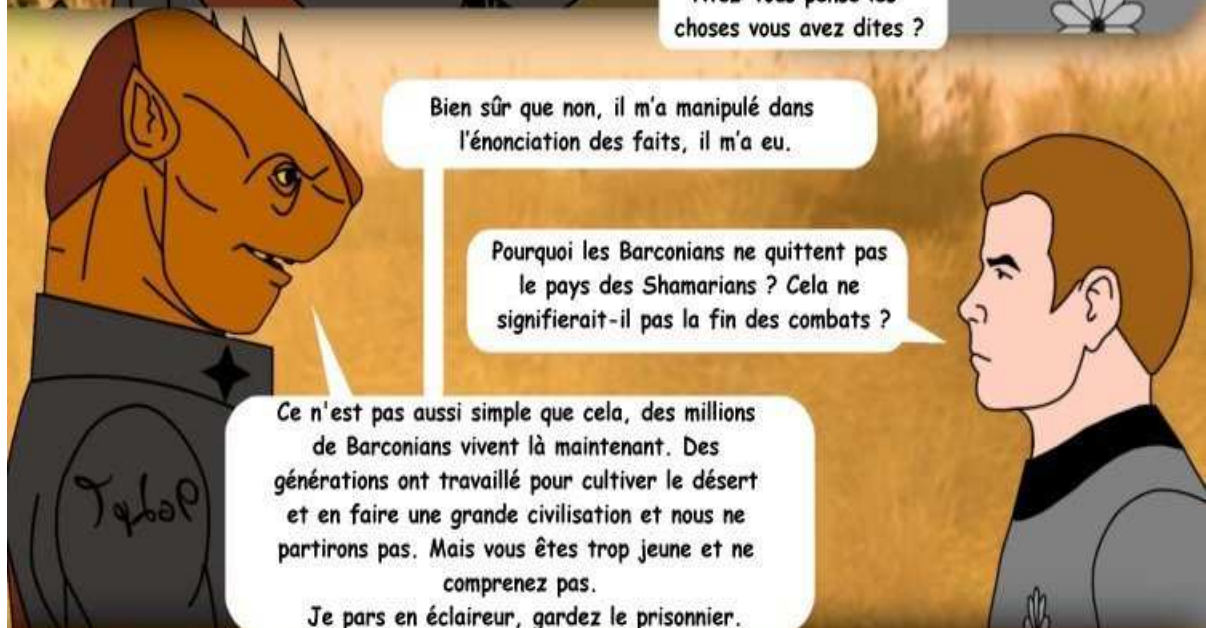 choses vous avez dites ?
Bien sûr que non, il m'a manipulé dans
l'énonciation des faits, il m'a eu.
Pourquoi les Barconians ne quittent pas
le pays des Shamarians ? Cela ne
signifierait-il pas la fin des combats ?
Ce n'est pas aussi simple que cela, des millions
de Barconians vivent là maintenant. Des
générations ont travaillé pour cultiver le désert
et en faire une grande civilisation et nous ne
partirons pas. Mais vous êtes trop jeune et ne
comprenez pas.
Je pars en éclaireur, gardez le prisonnier.